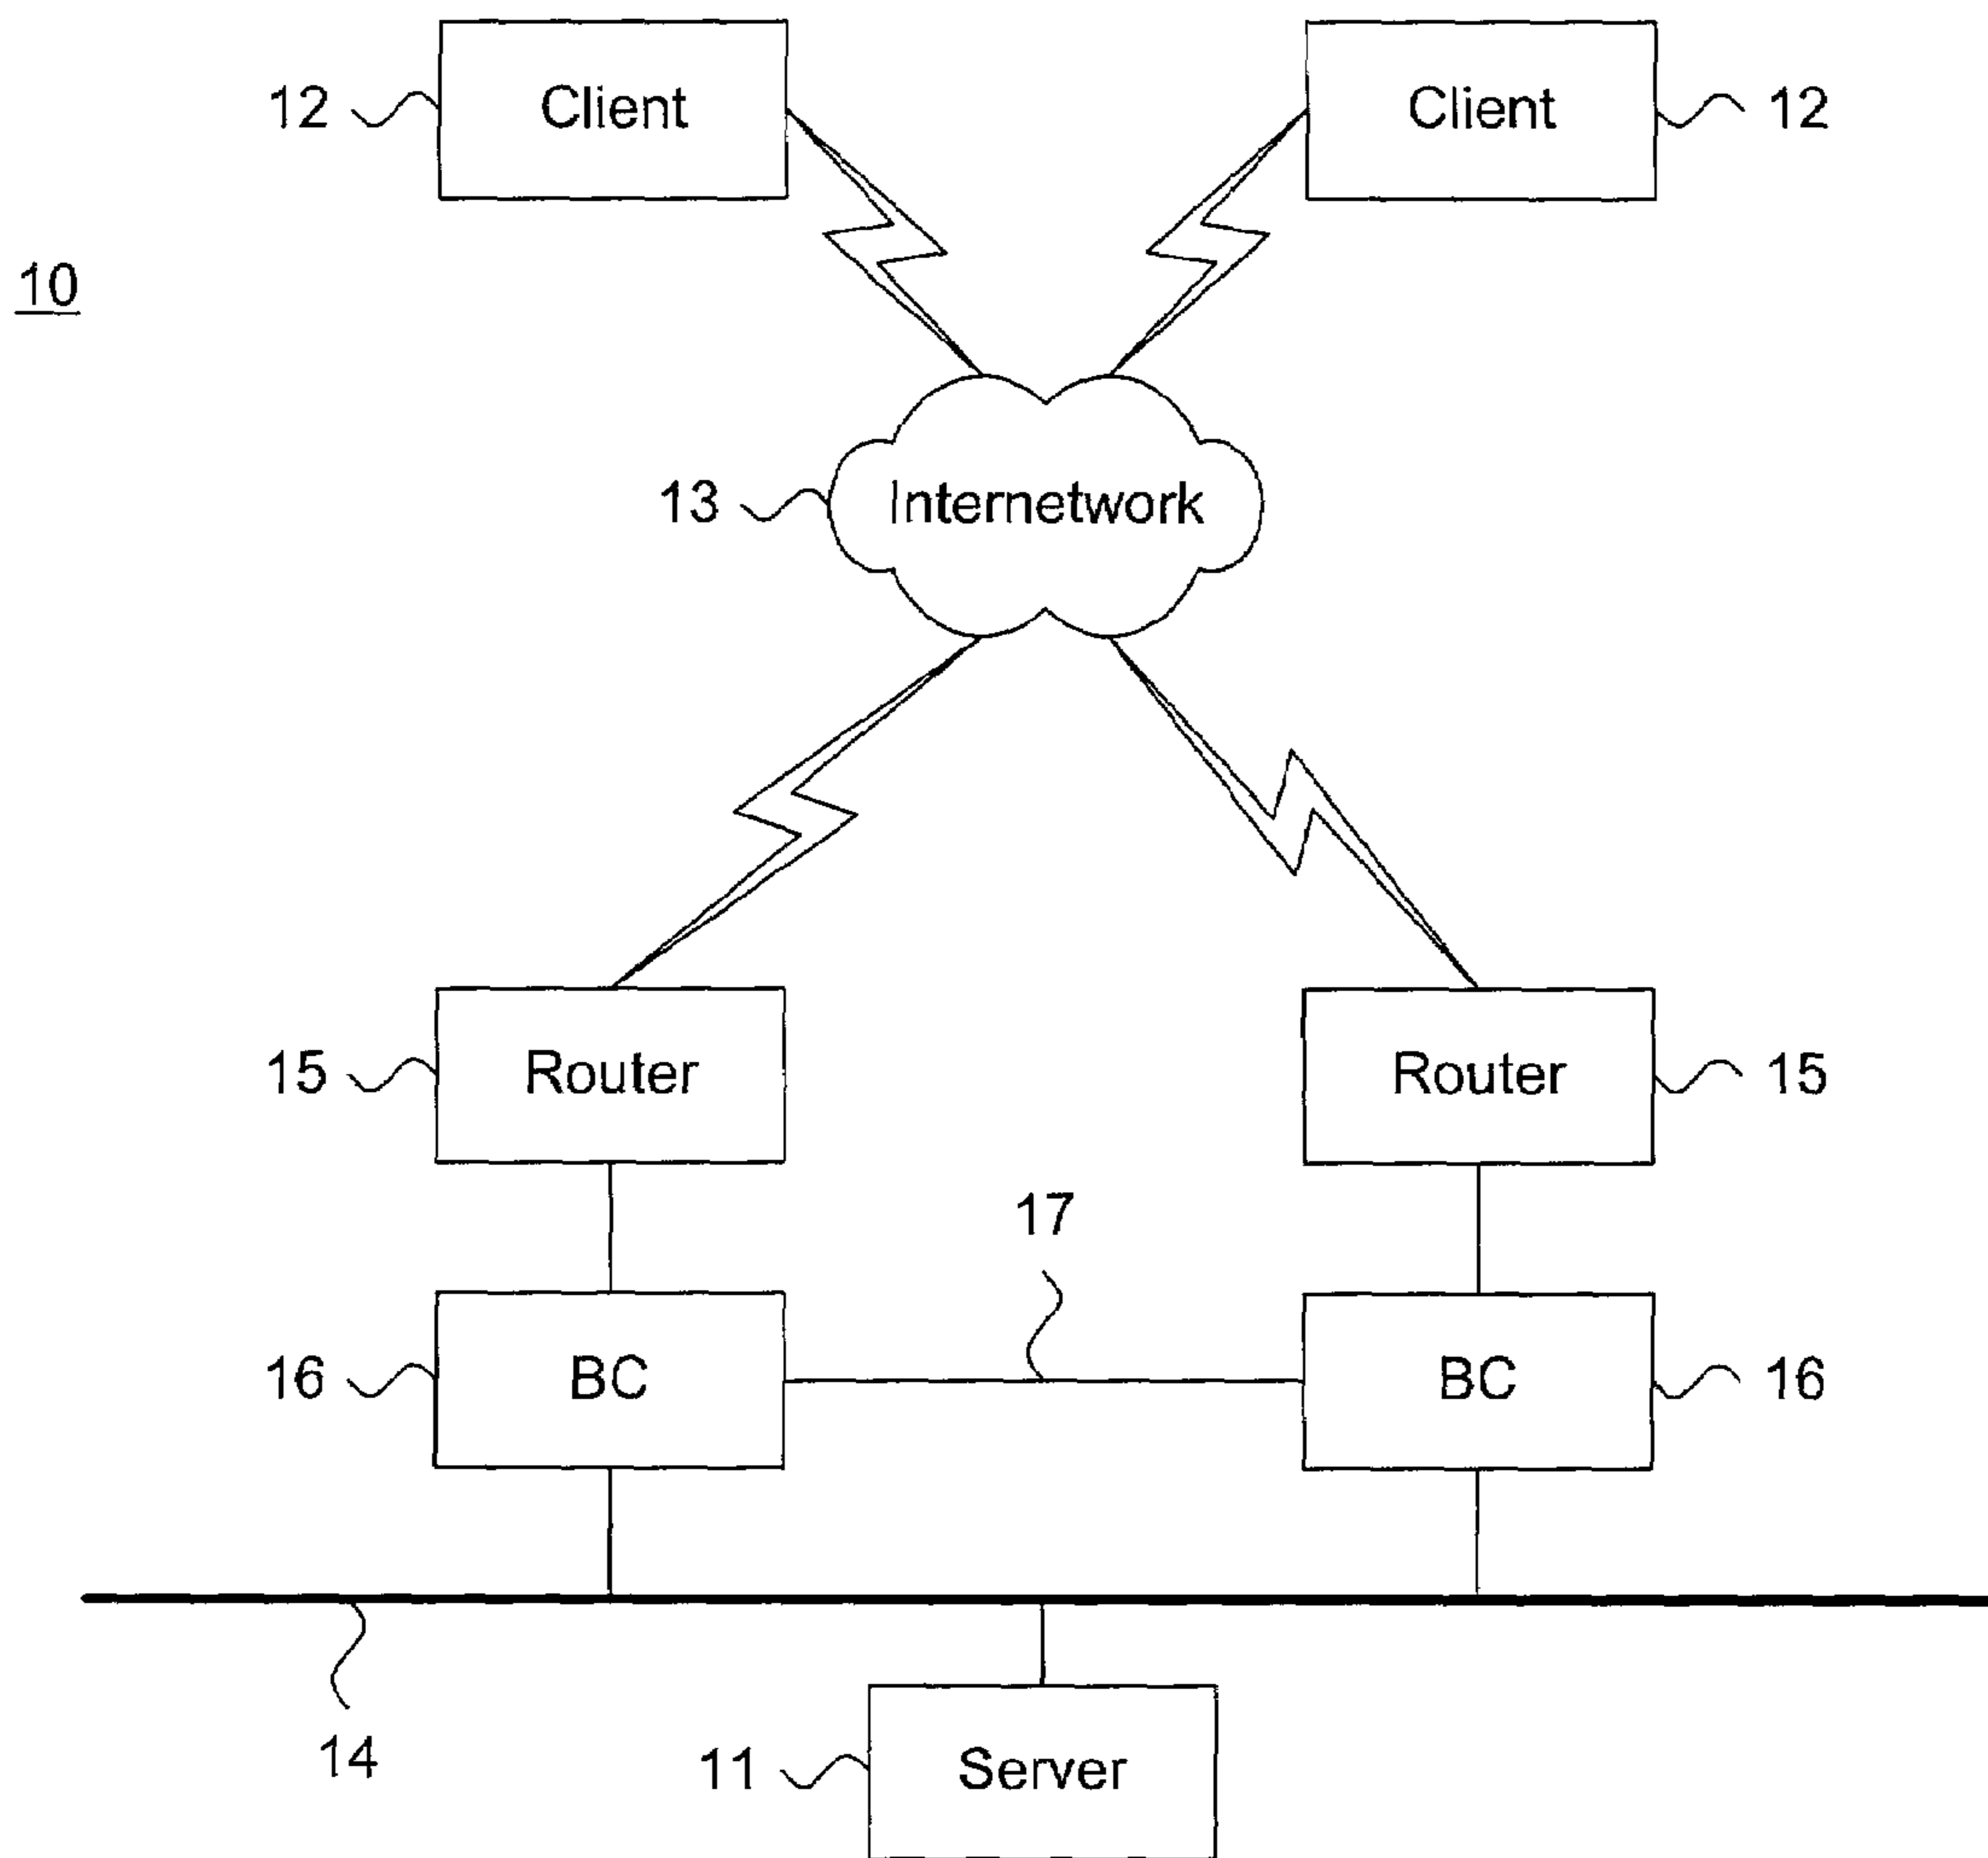 12 Client Client 12
10
13 Internetwork
15 Router Router 15
17
16 BC BC 16
14
11 Server